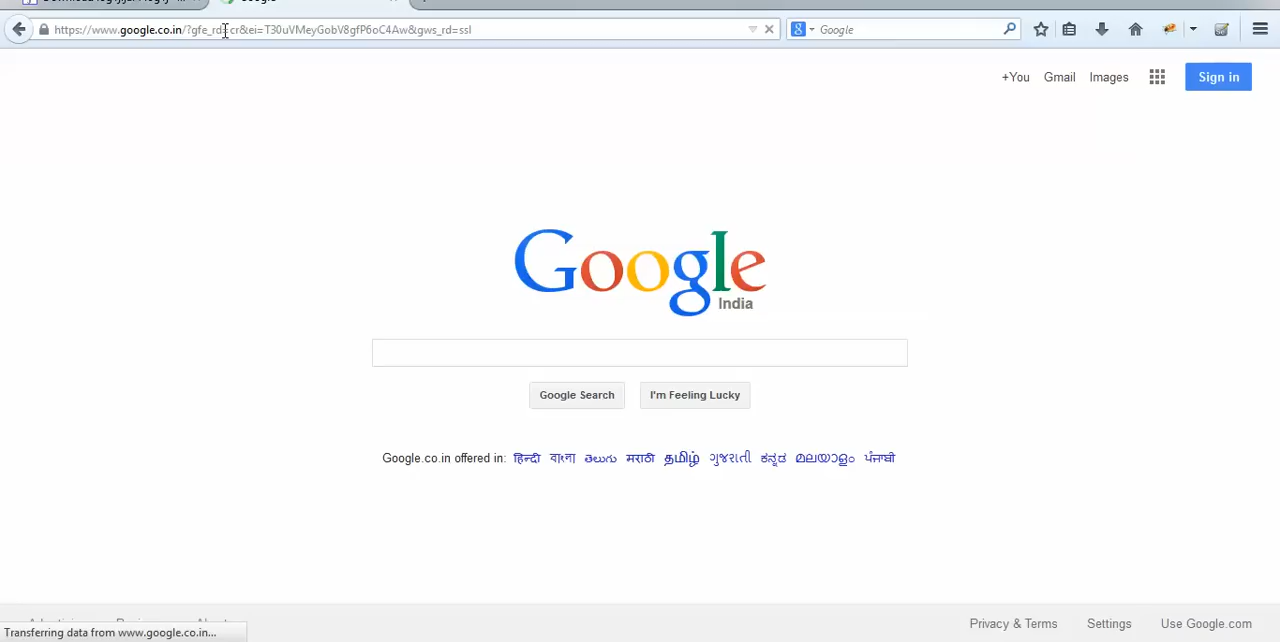 https://www.google.co.in/?gfe_rd=cr&ei=T30uVMeyGobV8gfP6oC4Aw&gws_rd=ssl
Google
+You Gmail Images Sign in
Google
India
Google Search I'm Feeling Lucky
Google.co.in offered in: हिन्दी বাংলা తెలుగు मराठी தமிழ் ગુજરાતી ಕನ್ನಡ മലയാളം ਪੰਜਾਬੀ
Privacy & Terms Settings Use Google.com
Transferring data from www.google.co.in...